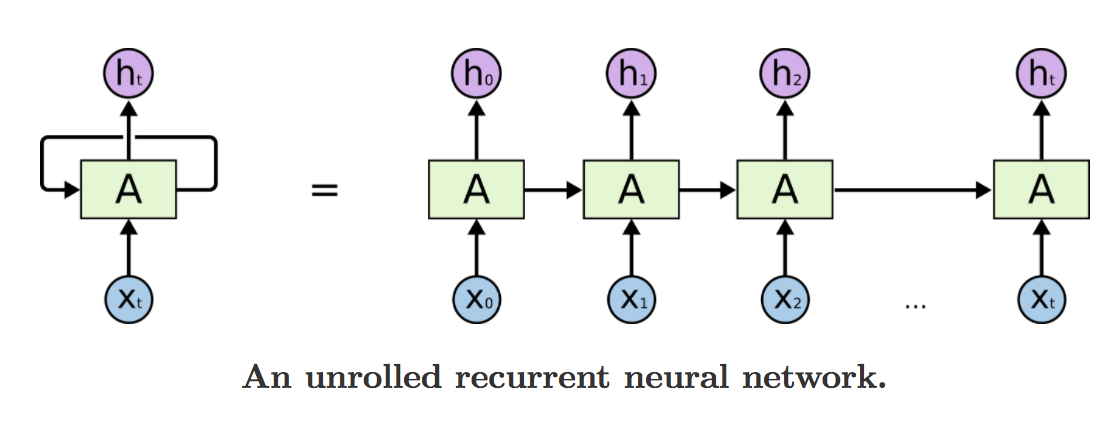 hₜ h₀ h₁ h₂ hₜ
A = A A A A
xₜ x₀ x₁ x₂ ... xₜ
An unrolled recurrent neural network.